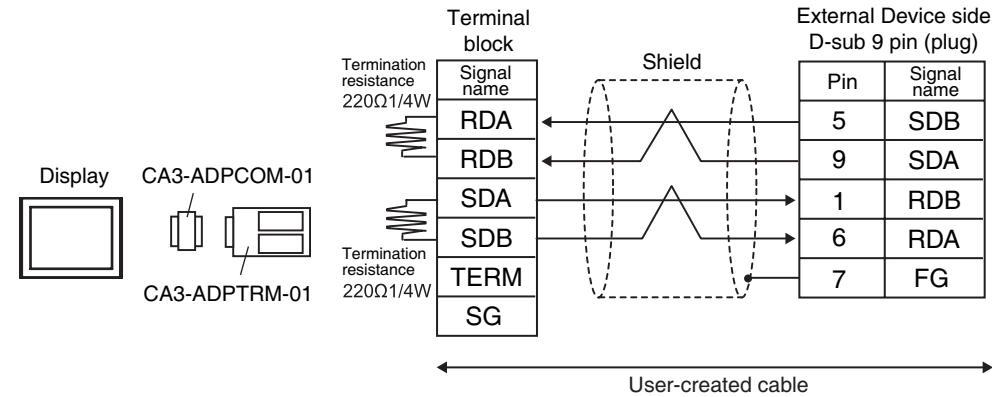 Terminal
block
External Device side
D-sub 9 pin (plug)
Termination
resistance
220Ω1/4W
Shield
Signal
name
Pin
Signal
name
RDA
5
SDB
RDB
9
SDA
Display
CA3-ADPCOM-01
SDA
1
RDB
SDB
6
RDA
Termination
resistance
220Ω1/4W
CA3-ADPTRM-01
TERM
7
FG
SG
User-created cable